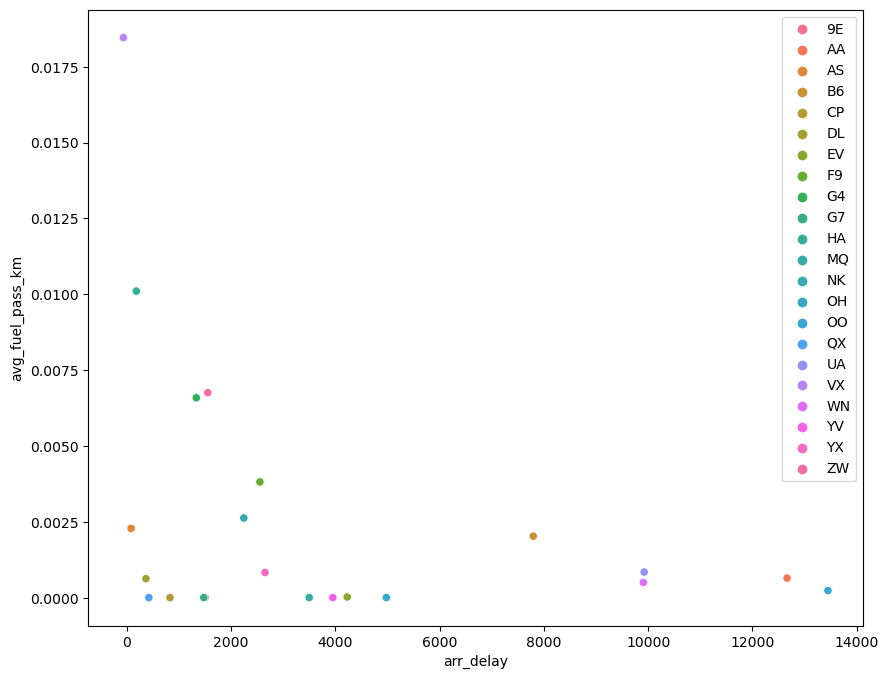 0.0175
0.0150
0.0125
0.0100
0.0075
0.0050
0.0025
0.0000
avg_fuel_pass_km
0
2000
4000
6000
8000
10000
12000
14000
arr_delay
9E
AA
AS
B6
CP
DL
EV
F9
G4
G7
HA
MQ
NK
OH
OO
QX
UA
VX
WN
YV
YX
ZW